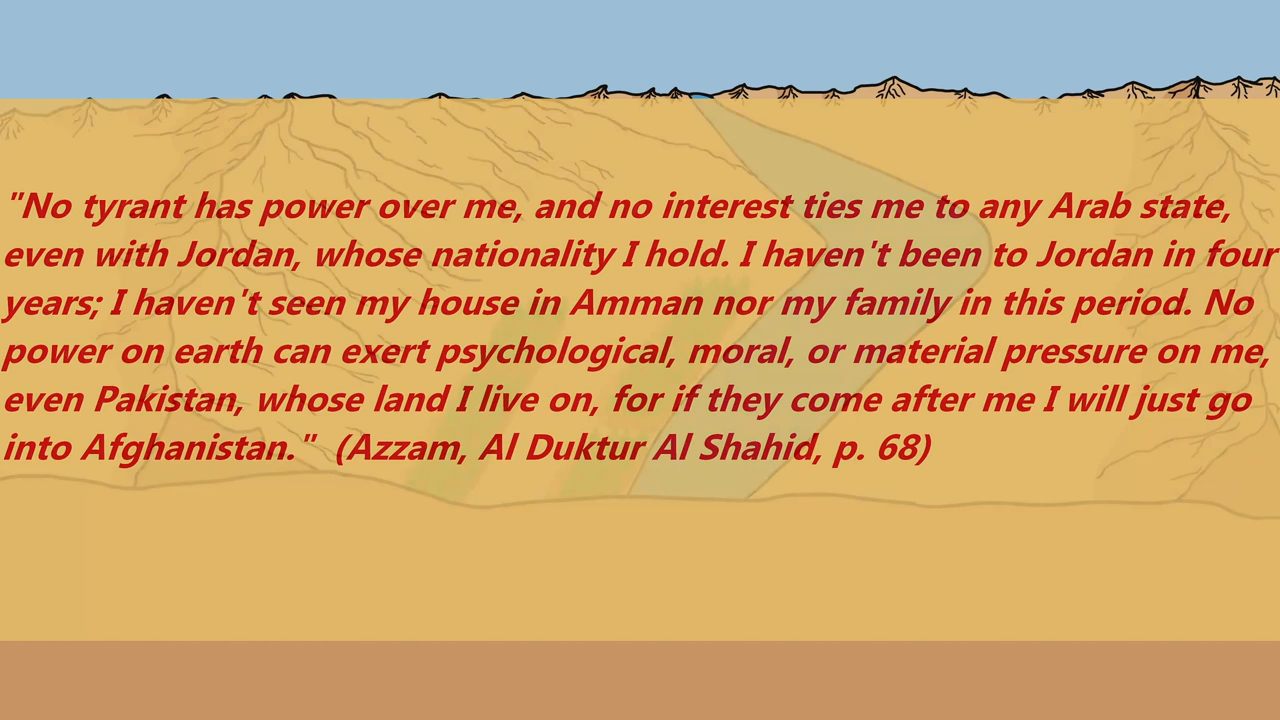 "No tyrant has power over me, and no interest ties me to any Arab state,
even with Jordan, whose nationality I hold. I haven't been to Jordan in four
years; I haven't seen my house in Amman nor my family in this period. No
power on earth can exert psychological, moral, or material pressure on me,
even Pakistan, whose land I live on, for if they come after me I will just go
into Afghanistan." (Azzam, Al Duktur Al Shahid, p. 68)